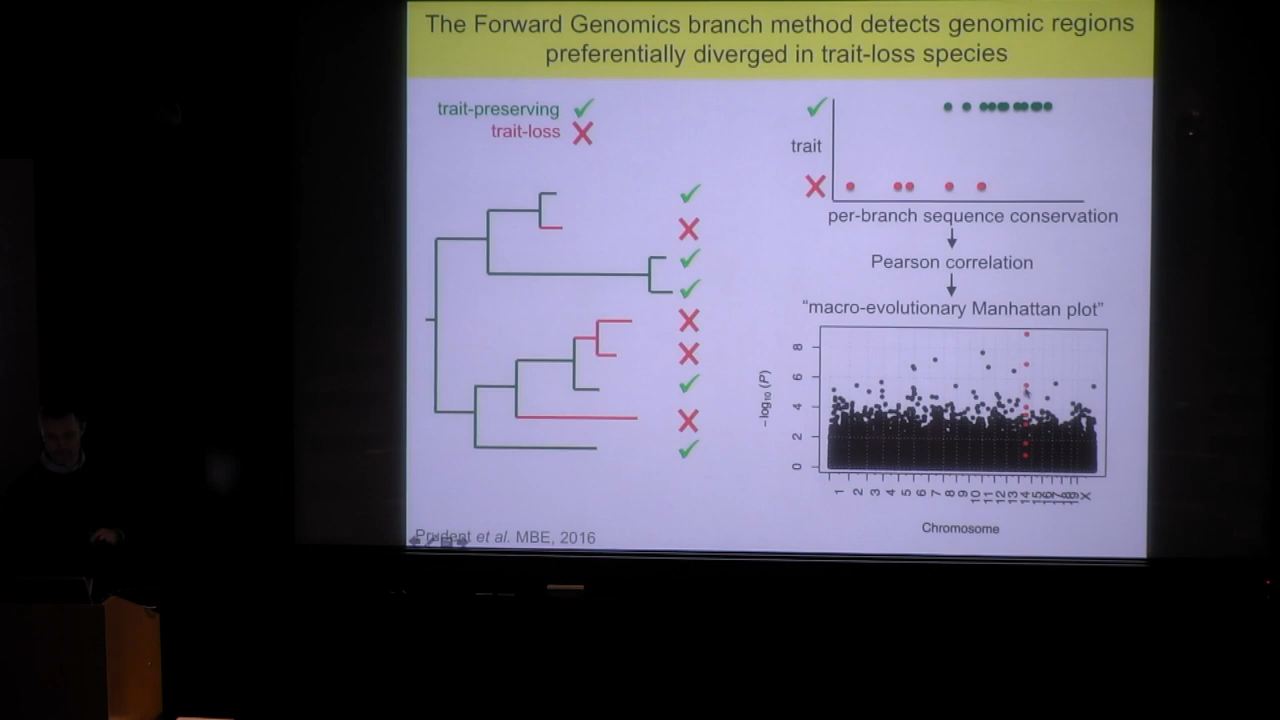 The Forward Genomics branch method detects genomic regions
preferentially diverged in trait-loss species
trait-preserving
trait-loss
trait
per-branch sequence conservation
Pearson correlation
“macro-evolutionary Manhattan plot”
−log10 (P)
8
6
4
2
0
1 2 3 4 5 6 7 8 9 10 11 12 13 14 15 16 17 18 19 X
Chromosome
Prudent et al. MBE, 2016